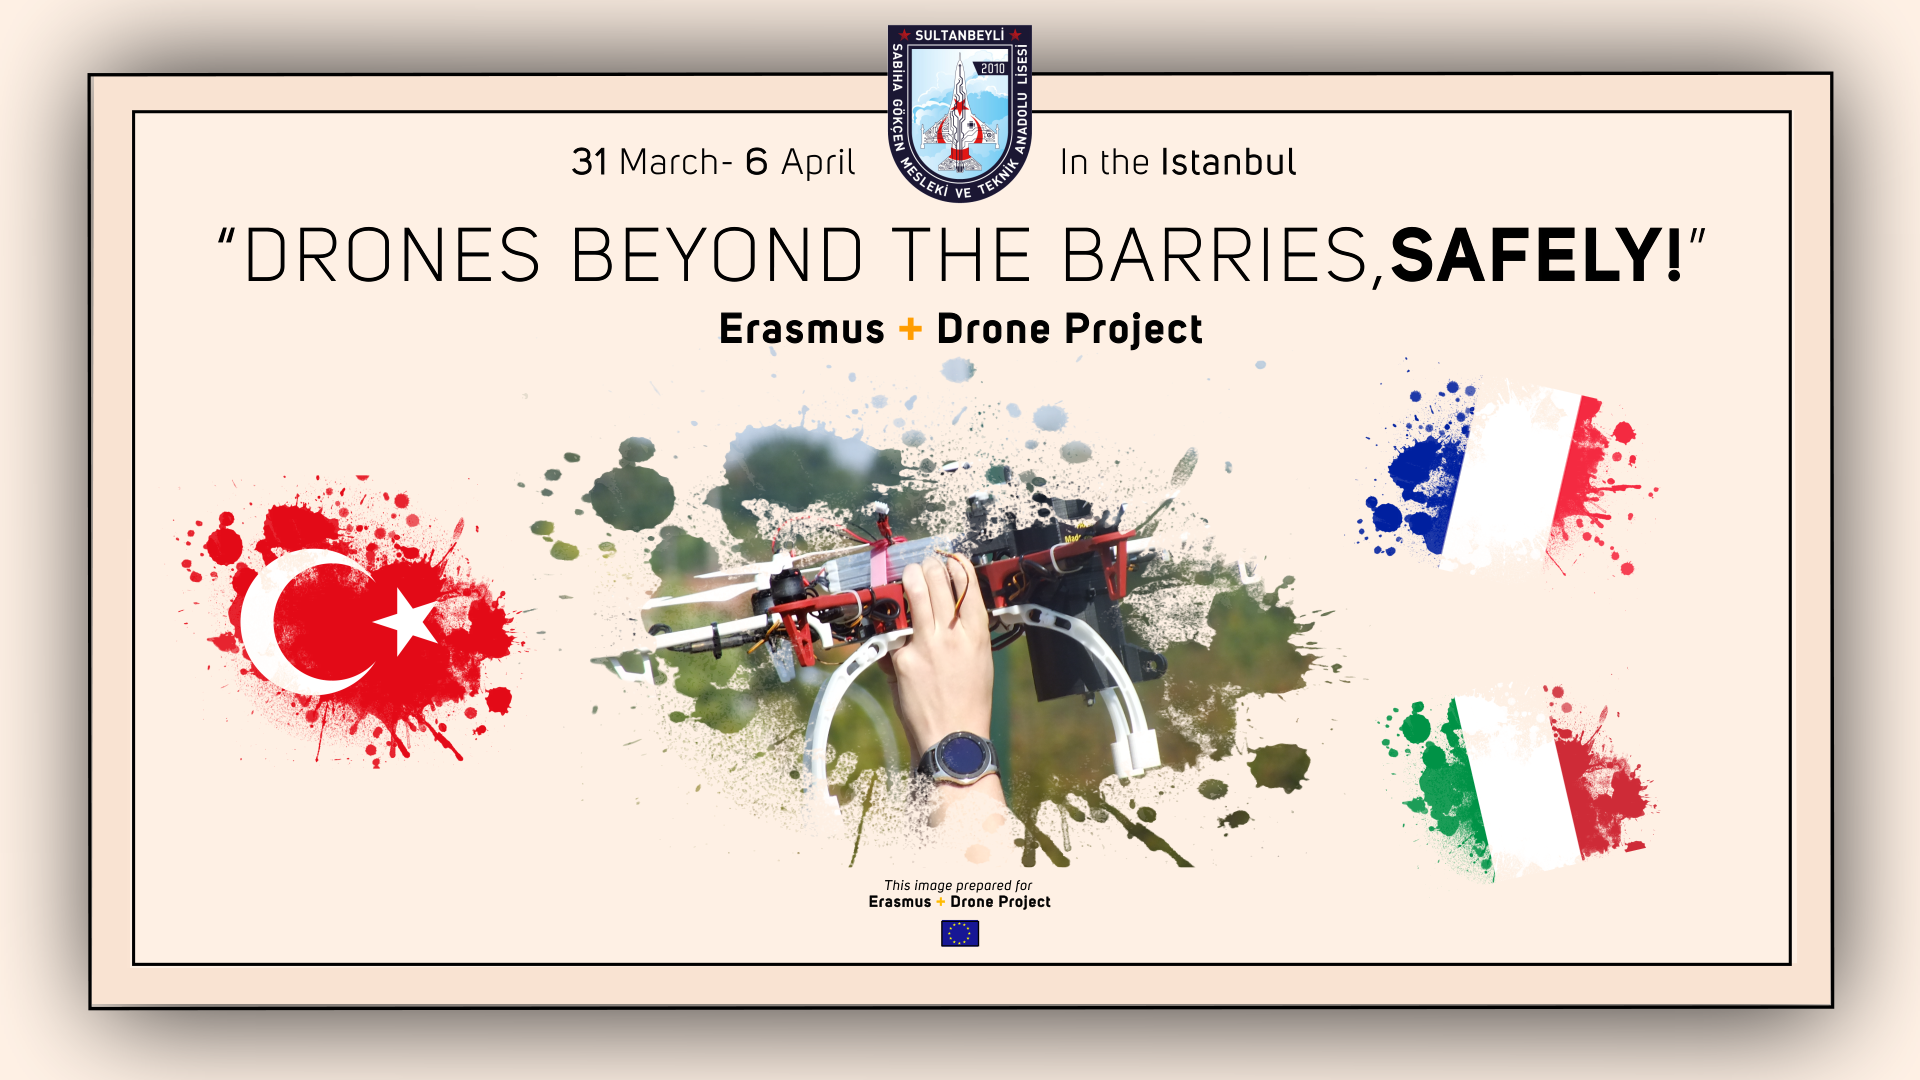 ★ SULTANBEYLİ ★
SABİHA GÖKÇEN MESLEKİ VE TEKNİK ANADOLU LİSESİ
2010
31 March- 6 April
In the Istanbul
“DRONES BEYOND THE BARRIES,SAFELY!”
Erasmus + Drone Project
Made
This image prepared for
Erasmus + Drone Project